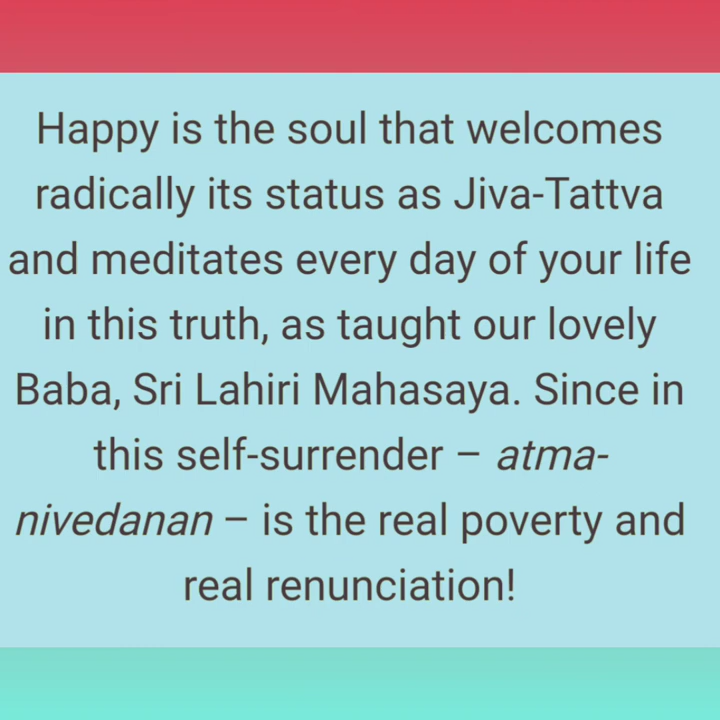 Happy is the soul that welcomes
radically its status as Jiva-Tattva
and meditates every day of your life
in this truth, as taught our lovely
Baba, Sri Lahiri Mahasaya. Since in
this self-surrender – atma-
nivedanan – is the real poverty and
real renunciation!